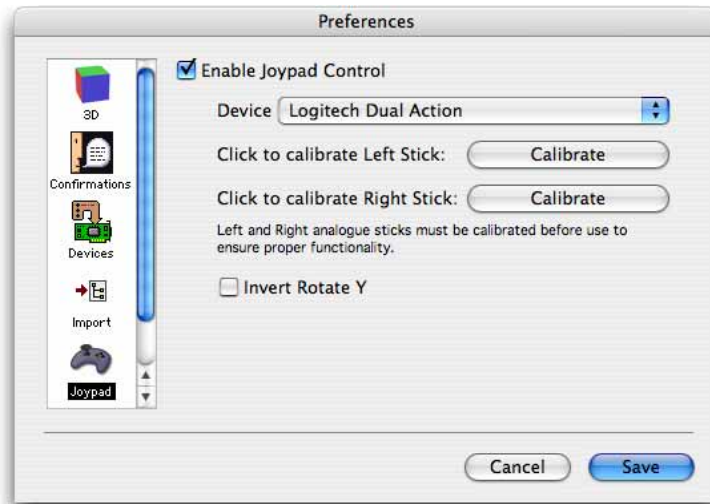 Preferences
3D
Confirmations
Devices
Import
Joypad
Enable Joypad Control
Device Logitech Dual Action
Click to calibrate Left Stick: Calibrate
Click to calibrate Right Stick: Calibrate
Left and Right analogue sticks must be calibrated before use to
ensure proper functionality.
Invert Rotate Y
Cancel Save